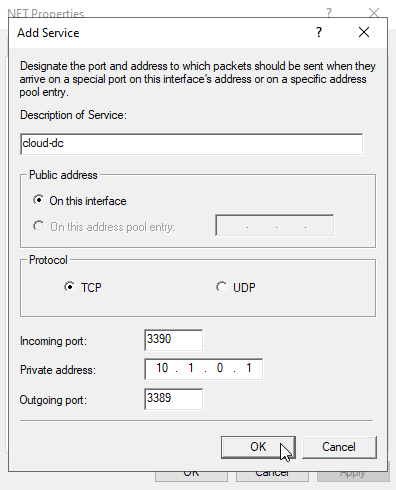 NET Properties
Add Service
Designate the port and address to which packets should be sent when they
arrive on a special port on this interface's address or on a specific address
pool entry.
Description of Service:
cloud-dc
Public address
On this interface
On this address pool entry:
. . .
Protocol
TCP
UDP
Incoming port:
3390
Private address:
10 . 1 . 0 . 1
Outgoing port:
3389
OK
Cancel
OK
Cancel
Apply